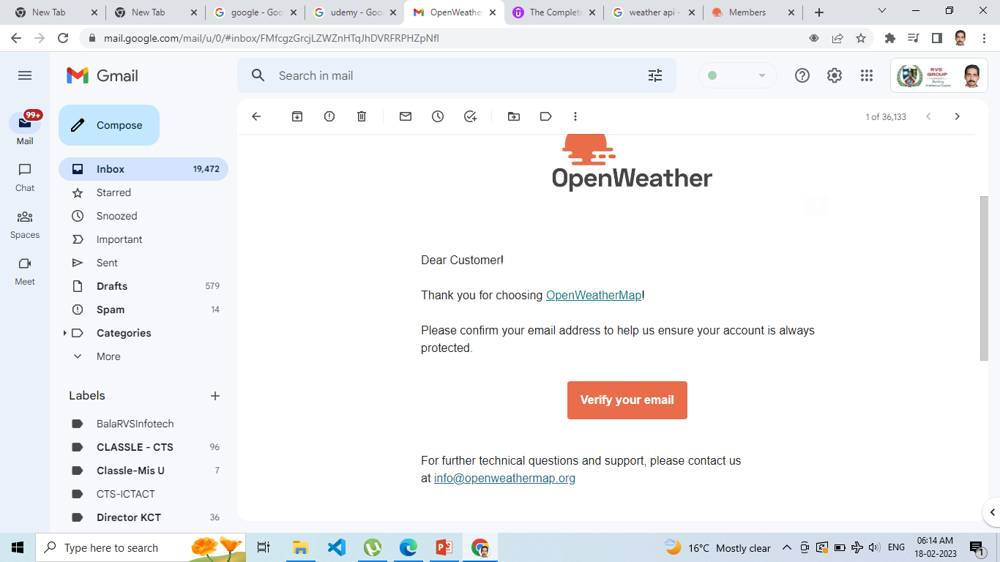 New Tab
New Tab
google - Goo
udemy - Goo
OpenWeather
The Complete
weather api -
Members
mail.google.com/mail/u/0/#inbox/FMfcgzGrcjLZWZnHTqJhDVRFRPHZpNfl
Gmail
Search in mail
RVS
GROUP
99+
Mail
Chat
Spaces
Meet
Compose
Inbox 19,472
Starred
Snoozed
Important
Sent
Drafts 579
Spam 14
Categories
More
Labels
BalaRVSInfotech
CLASSLE - CTS 96
Classle-Mis U 7
CTS-ICTACT
Director KCT 36
1 of 36,133
OpenWeather
Dear Customer!
Thank you for choosing OpenWeatherMap!
Please confirm your email address to help us ensure your account is always
protected.
Verify your email
For further technical questions and support, please contact us
at info@openweathermap.org
Type here to search
16°C Mostly clear
ENG
06:14 AM
18-02-2023
1